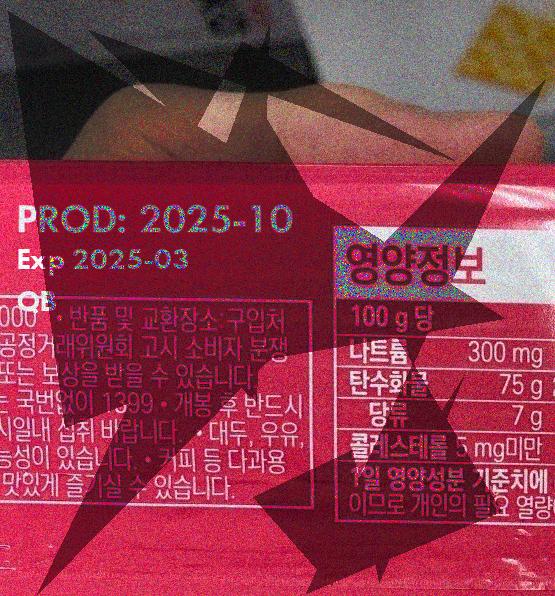 PROD: 2025-10
Exp 2025-03
QB
000 . 반품 및 교환장소: 구입처
공정거래위원회 고시 소비자 분쟁
또는 보상을 받을 수 있습니다.
는 국번없이 1399 • 개봉 후 반드시
시일내 섭취 바랍니다. • 대두, 우유,
능성이 있습니다. • 커피 등 다과용
맛있게 즐기실 수 있습니다.
영양정보
100 g 당
나트륨 300 mg
탄수화물 75 g
당류 7 g
콜레스테롤 5 mg미만
1일 영양성분 기준치에
이므로 개인의 필요 열량